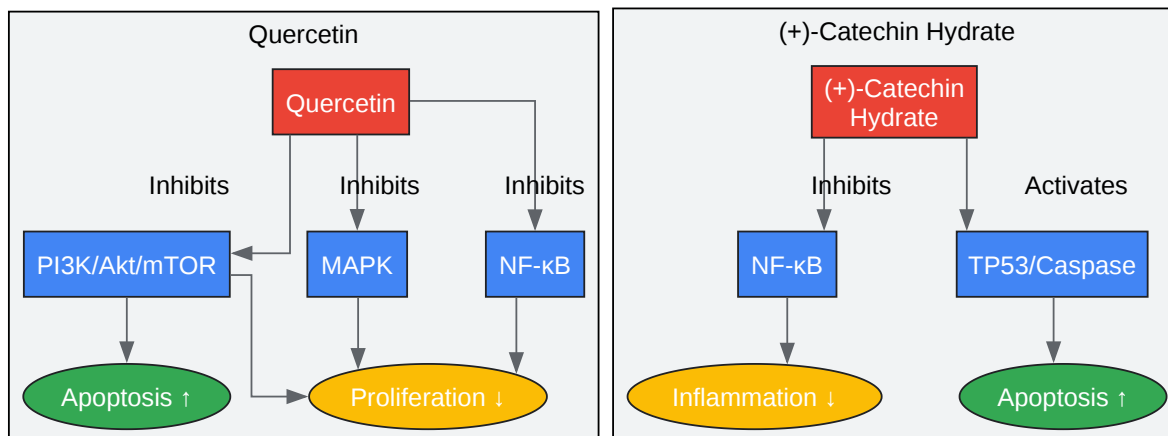 Quercetin
Quercetin
Inhibits
Inhibits
Inhibits
PI3K/Akt/mTOR
MAPK
NF-κB
Apoptosis ↑
Proliferation ↓
(+)-Catechin Hydrate
(+)-Catechin
Hydrate
Inhibits
Activates
NF-κB
TP53/Caspase
Inflammation ↓
Apoptosis ↑